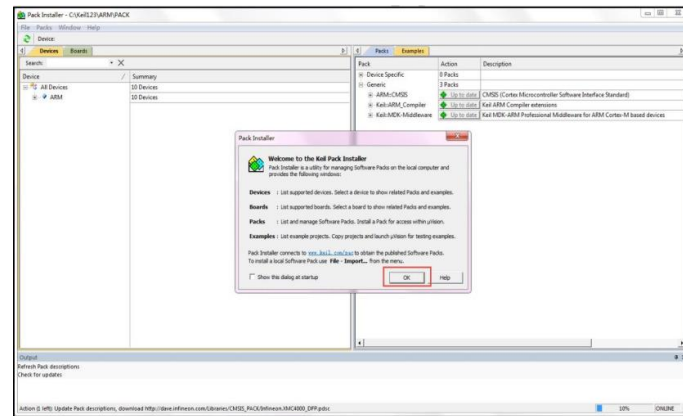 Pack Installer - C:\Keil123\ARM\PACK
File Packs Window Help
Device:
Devices Boards
Search:
Device / Summary
All Devices 10 Devices
ARM 10 Devices
Packs Examples
Pack Action Description
Device Specific 0 Packs
Generic 3 Packs
ARM::CMSIS Up to date CMSIS (Cortex Microcontroller Software Interface Standard)
Keil::ARM_Compiler Up to date Keil ARM Compiler extensions
Keil::MDK-Middleware Up to date Keil MDK-ARM Professional Middleware for ARM Cortex-M based devices
Pack Installer
Welcome to the Keil Pack Installer
Pack Installer is a utility for managing Software Packs on the local computer and
provides the following windows:
Devices : List supported devices. Select a device to show related Packs and examples.
Boards : List supported boards. Select a board to show related Packs and examples.
Packs : List and manage Software Packs. Install a Pack for access within µVision.
Examples : List example projects. Copy projects and launch µVision for testing examples.
Pack Installer connects to www.keil.com/pack to obtain the published Software Packs.
To install a local Software Pack use File - Import... from the menu.
Show this dialog at startup
OK Help
Output
Refresh Pack descriptions
Check for updates
Action (1 left): Update Pack descriptions, download http://dave.infineon.com/Libraries/CMSIS_PACK/Infineon.XMC4000_DFP.pdsc
10% ONLINE